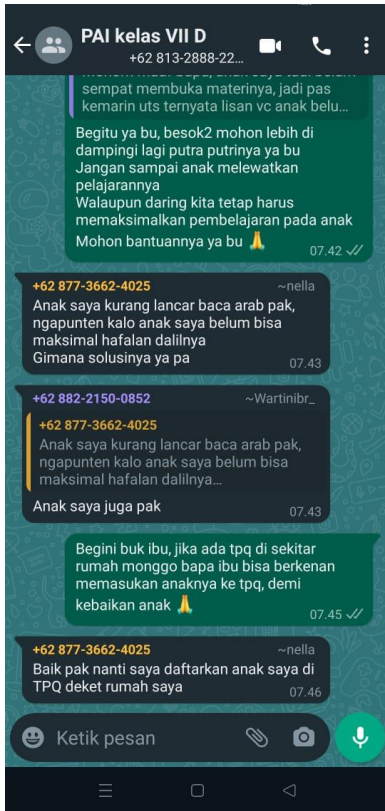 PAI kelas VII D
+62 813-2888-22...
sempat membuka materinya, jadi pas
kemarin uts ternyata lisan vc anak belu...
Begitu ya bu, besok2 mohon lebih di
dampingi lagi putra putrinya ya bu
Jangan sampai anak melewatkan
pelajarannya
Walaupun daring kita tetap harus
memaksimalkan pembelajaran pada anak
Mohon bantuannya ya bu 🙏
07.42
+62 877-3662-4025 ~nella
Anak saya kurang lancar baca arab pak,
ngapunten kalo anak saya belum bisa
maksimal hafalan dalilnya
Gimana solusinya ya pa
07.43
+62 882-2150-0852 ~Wartinibr_
+62 877-3662-4025
Anak saya kurang lancar baca arab pak,
ngapunten kalo anak saya belum bisa
maksimal hafalan dalilnya...
Anak saya juga pak
07.43
Begini buk ibu, jika ada tpq di sekitar
rumah monggo bapa ibu bisa berkenan
memasukan anaknya ke tpq, demi
kebaikan anak 🙏
07.45
+62 877-3662-4025 ~nella
Baik pak nanti saya daftarkan anak saya di
TPQ deket rumah saya
07.46
Ketik pesan